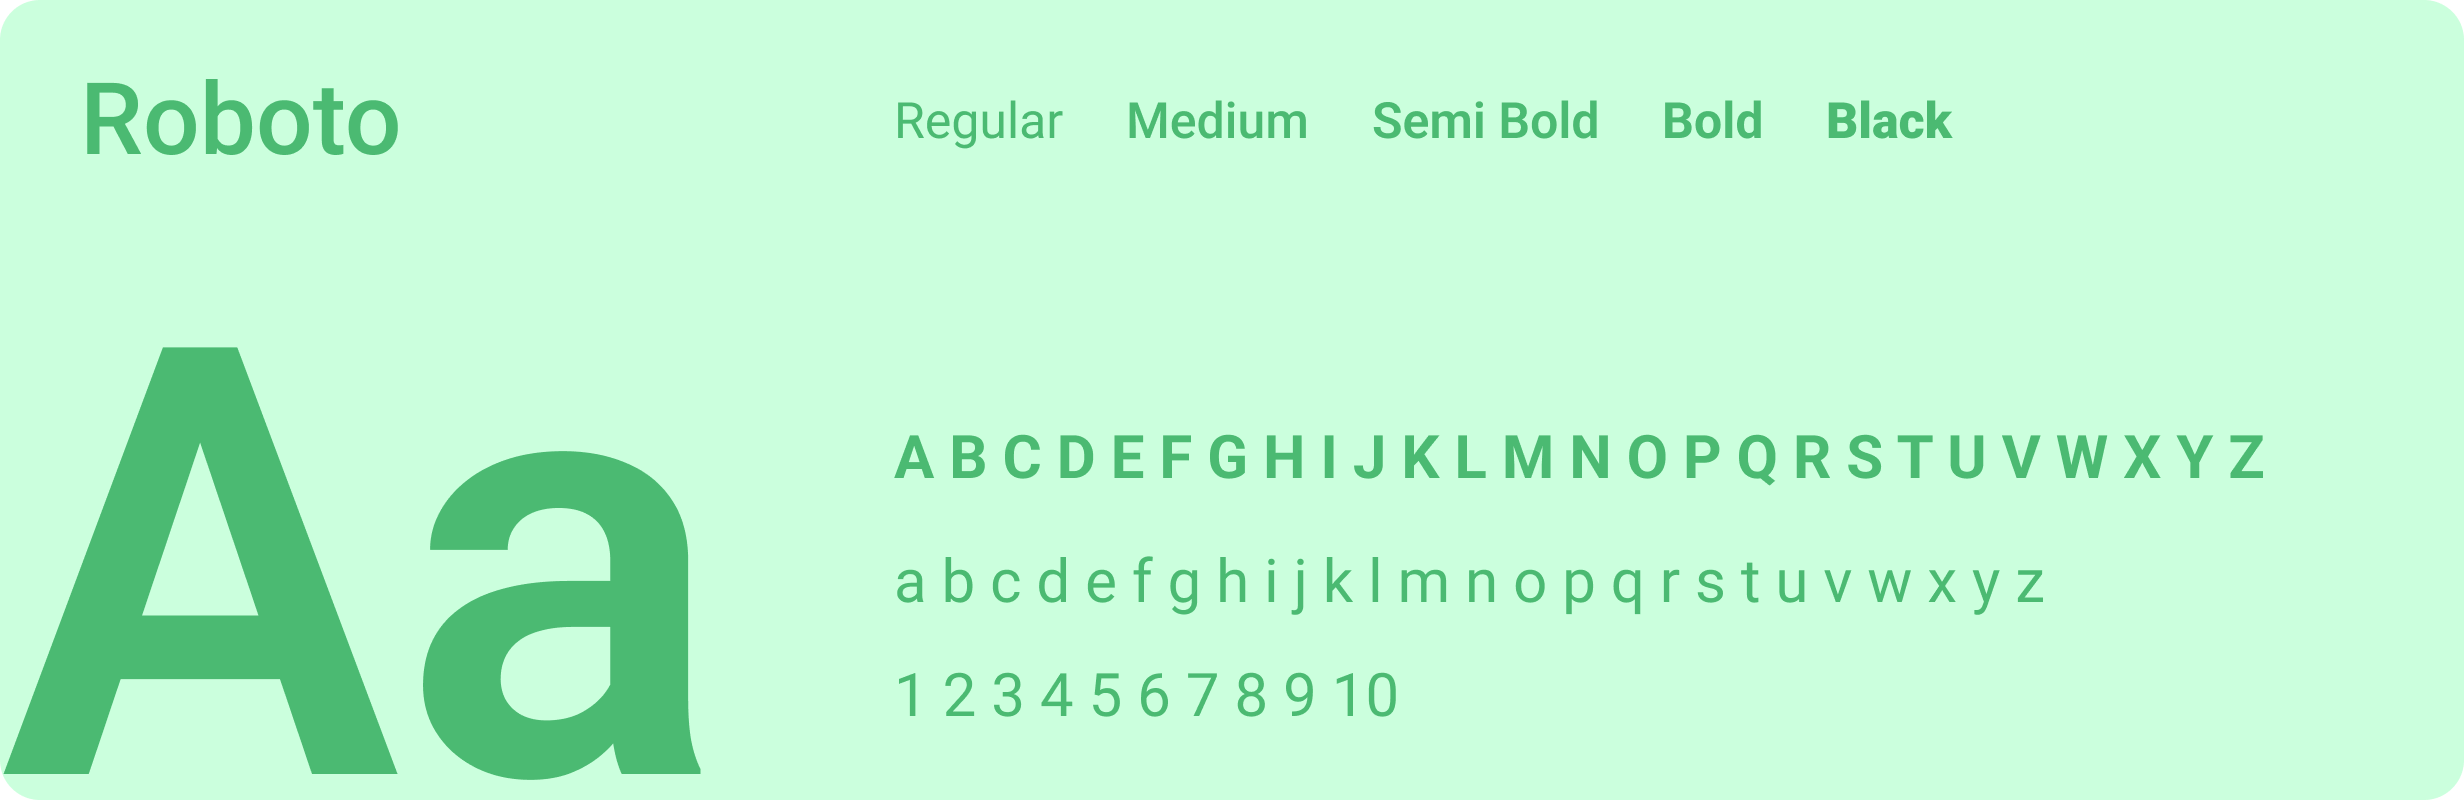 Roboto
Regular Medium Semi Bold Bold Black
Aa
A B C D E F G H I J K L M N O P Q R S T U V W X Y Z
a b c d e f g h i j k l m n o p q r s t u v w x y z
1 2 3 4 5 6 7 8 9 10